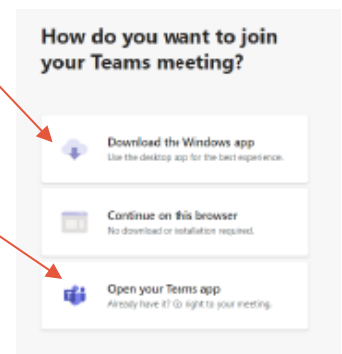 How do you want to join
your Teams meeting?
Download the Windows app
Use the desktop app for the best experience.
Continue on this browser
No download or installation required.
Open your Teams app
Already have it? Go right to your meeting.